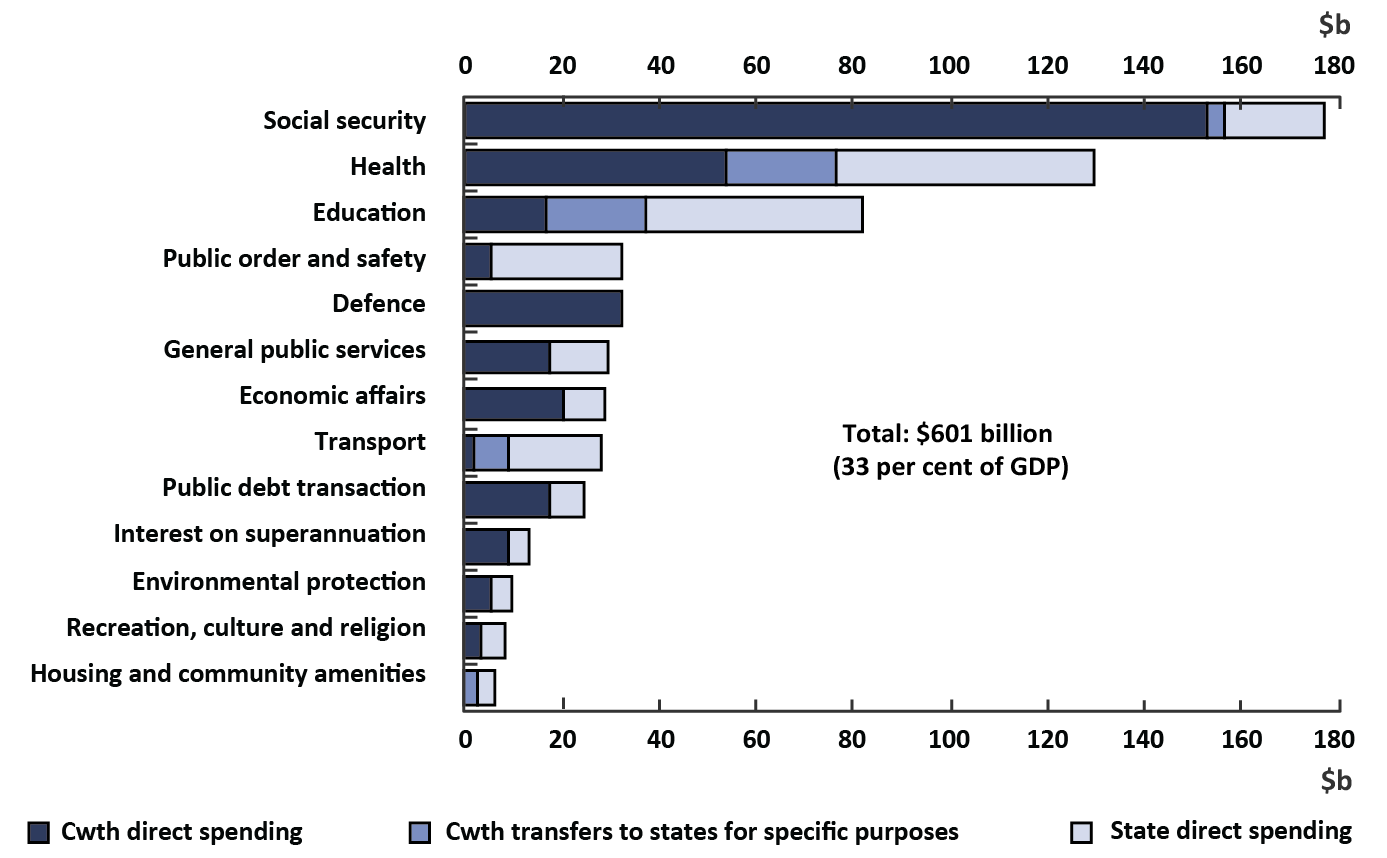 $b
0 20 40 60 80 100 120 140 160 180
Social security
Health
Education
Public order and safety
Defence
General public services
Economic affairs
Transport
Public debt transaction
Interest on superannuation
Environmental protection
Recreation, culture and religion
Housing and community amenities
Total: $601 billion
(33 per cent of GDP)
0 20 40 60 80 100 120 140 160 180
$b
Cwth direct spending Cwth transfers to states for specific purposes State direct spending